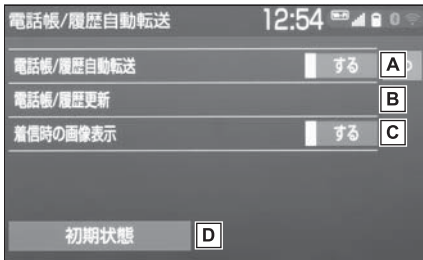 電話帳/履歴自動転送 12:54
電話帳/履歴自動転送 する A
電話帳/履歴更新 B
着信時の画像表示 する C
初期状態 D